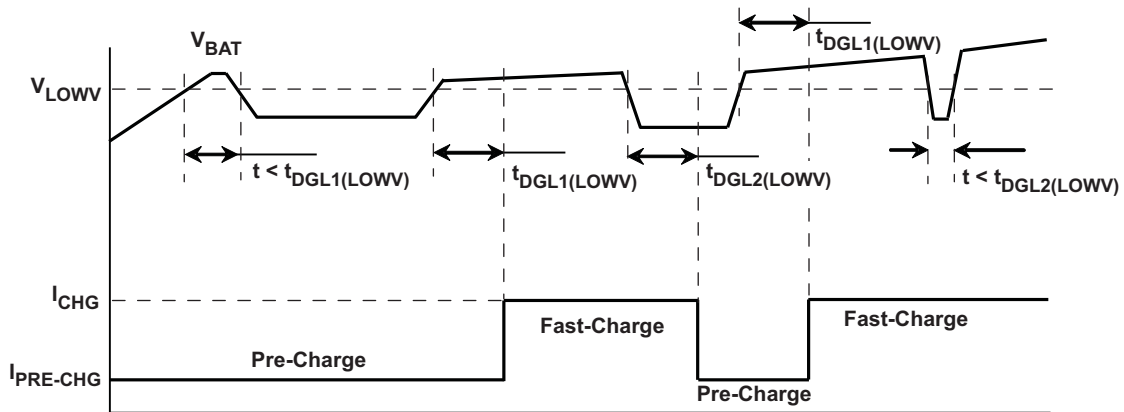 t_DGL1(LOWV)
V_BAT
V_LOWV
t < t_DGL1(LOWV)
t_DGL1(LOWV)
t_DGL2(LOWV)
t < t_DGL2(LOWV)
I_CHG
Fast-Charge
Fast-Charge
Pre-Charge
I_PRE-CHG
Pre-Charge